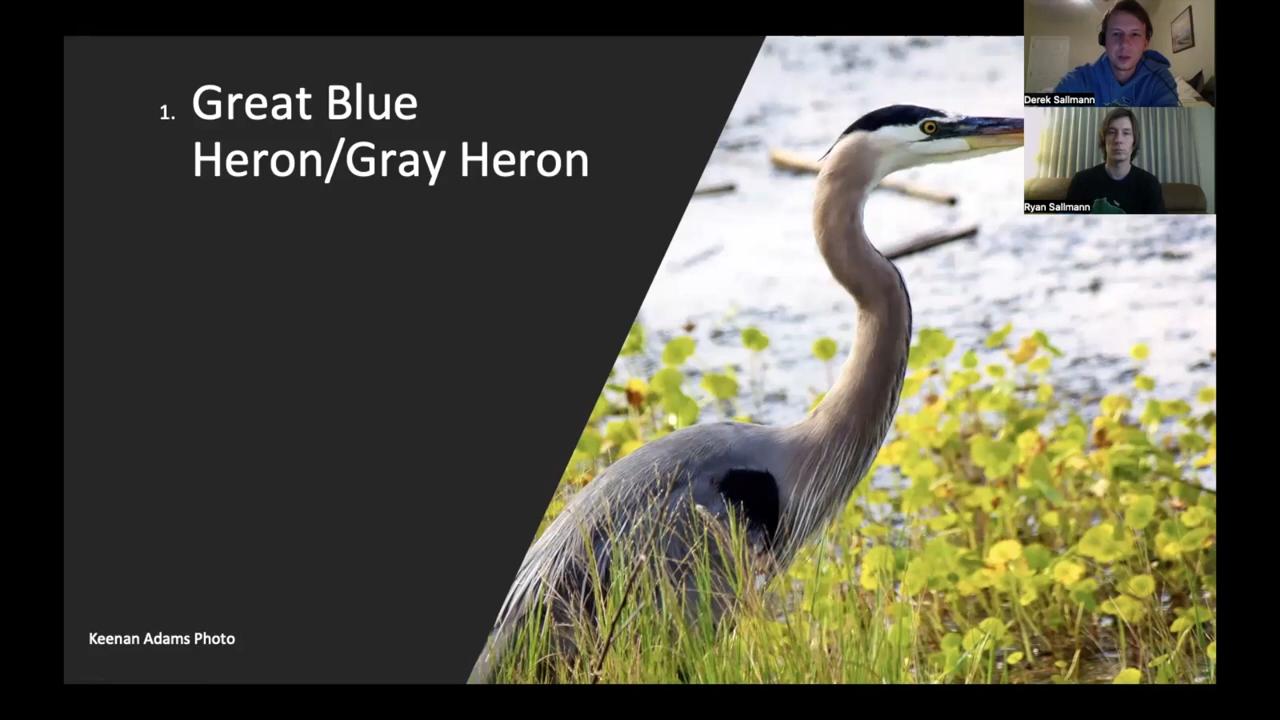 1. Great Blue
Heron/Gray Heron
Derek Sallmann
Ryan Sallmann
Keenan Adams Photo